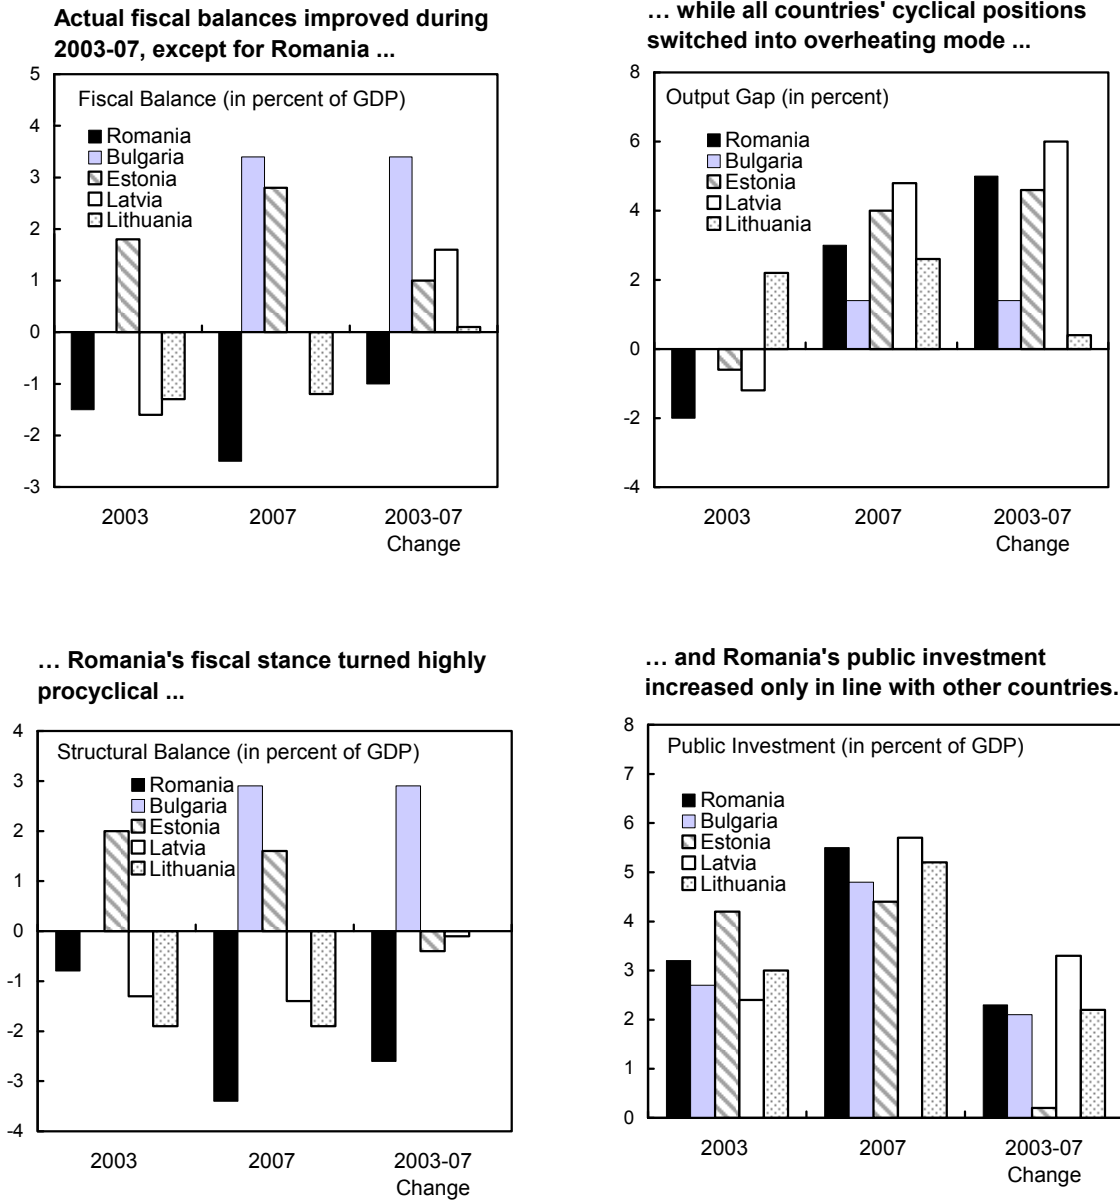 Actual fiscal balances improved during
2003-07, except for Romania ...
5
4
3
2
1
0
-1
-2
-3
Fiscal Balance (in percent of GDP)
Romania
Bulgaria
Estonia
Latvia
Lithuania
2003
2007
2003-07
Change
… while all countries' cyclical positions
switched into overheating mode ...
8
6
4
2
0
-2
-4
Output Gap (in percent)
Romania
Bulgaria
Estonia
Latvia
Lithuania
2003
2007
2003-07
Change
… Romania's fiscal stance turned highly
procyclical ...
4
3
2
1
0
-1
-2
-3
-4
Structural Balance (in percent of GDP)
Romania
Bulgaria
Estonia
Latvia
Lithuania
2003
2007
2003-07
Change
… and Romania's public investment
increased only in line with other countries.
8
7
6
5
4
3
2
1
0
Public Investment (in percent of GDP)
Romania
Bulgaria
Estonia
Latvia
Lithuania
2003
2007
2003-07
Change